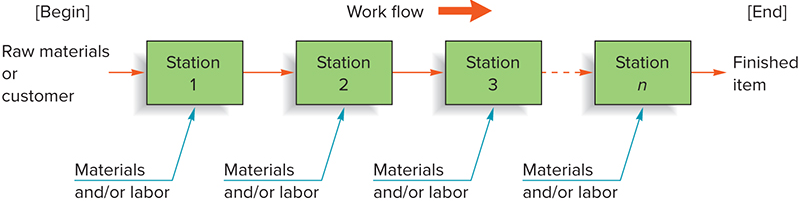 [Begin]
Work flow
[End]
Raw materials
or
customer
Station
1
Station
2
Station
3
Station
n
Finished
item
Materials
and/or labor
Materials
and/or labor
Materials
and/or labor
Materials
and/or labor